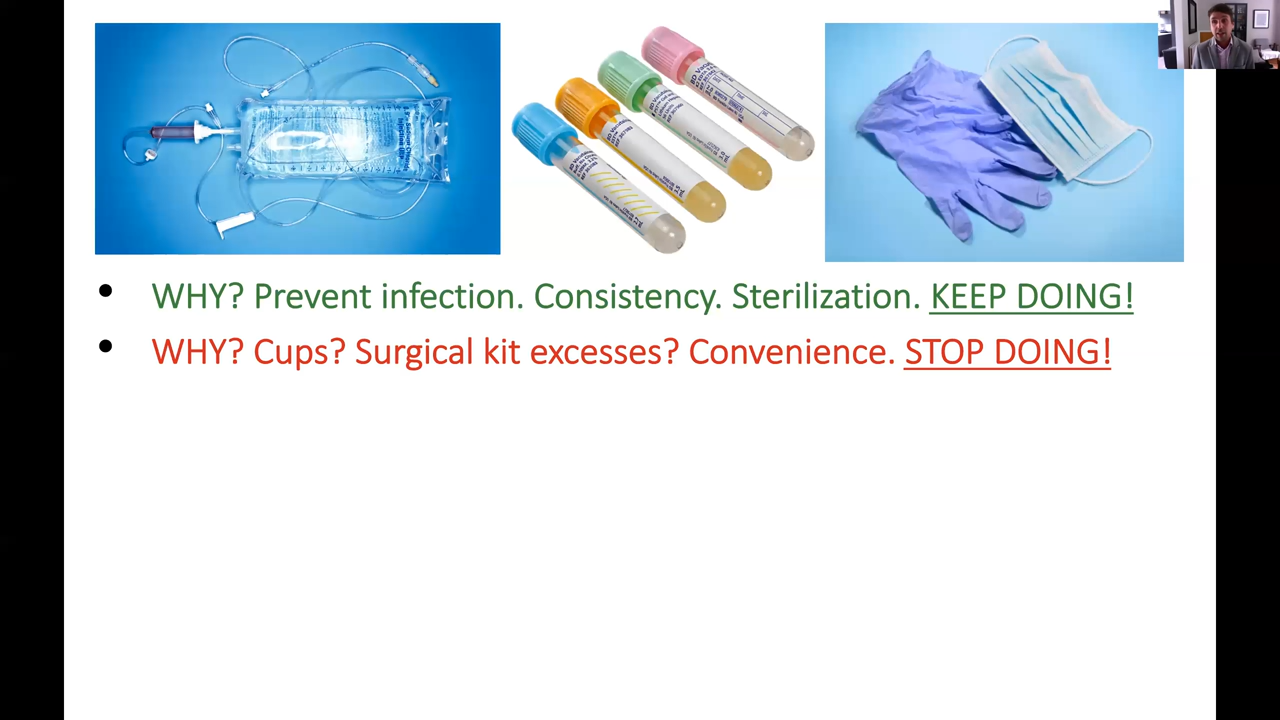 WHY? Prevent infection. Consistency. Sterilization. KEEP DOING!
WHY? Cups? Surgical kit excesses? Convenience. STOP DOING!